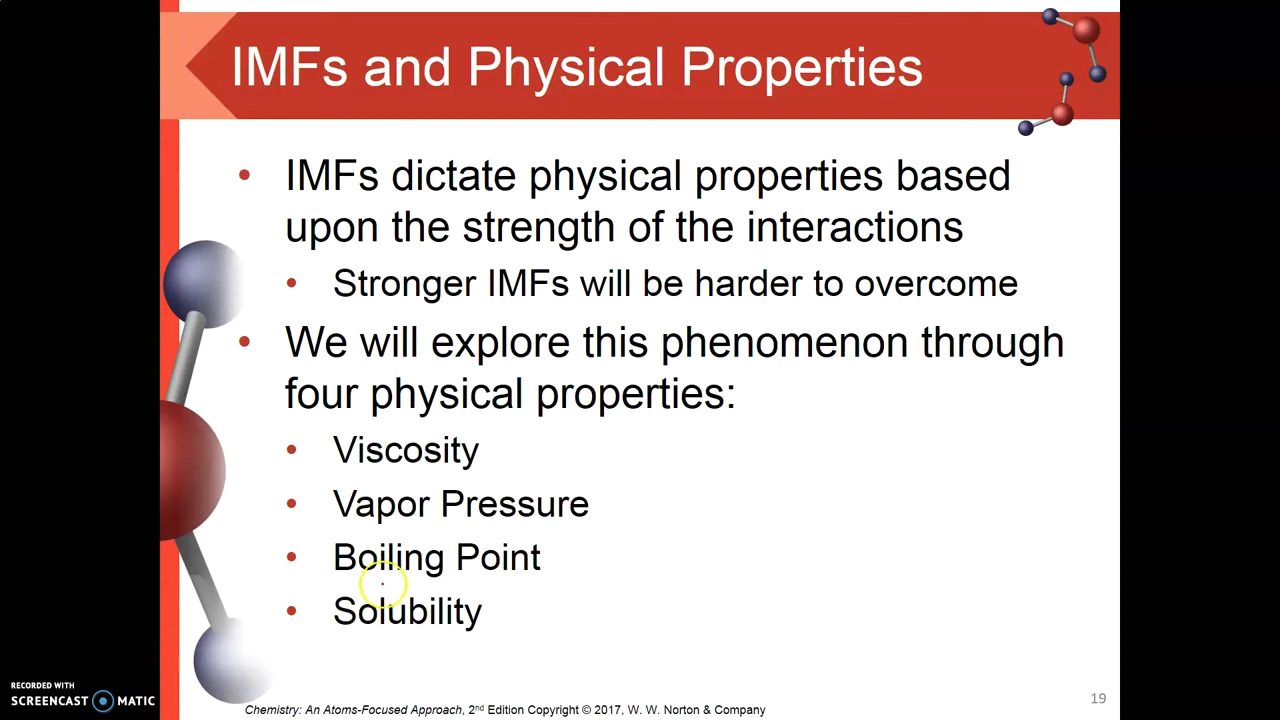 IMFs and Physical Properties
• IMFs dictate physical properties based
upon the strength of the interactions
• Stronger IMFs will be harder to overcome
• We will explore this phenomenon through
four physical properties:
• Viscosity
• Vapor Pressure
• Boiling Point
• Solubility
19
RECORDED WITH
SCREENCAST MATIC
Chemistry: An Atoms-Focused Approach, 2nd Edition Copyright © 2017, W. W. Norton & Company